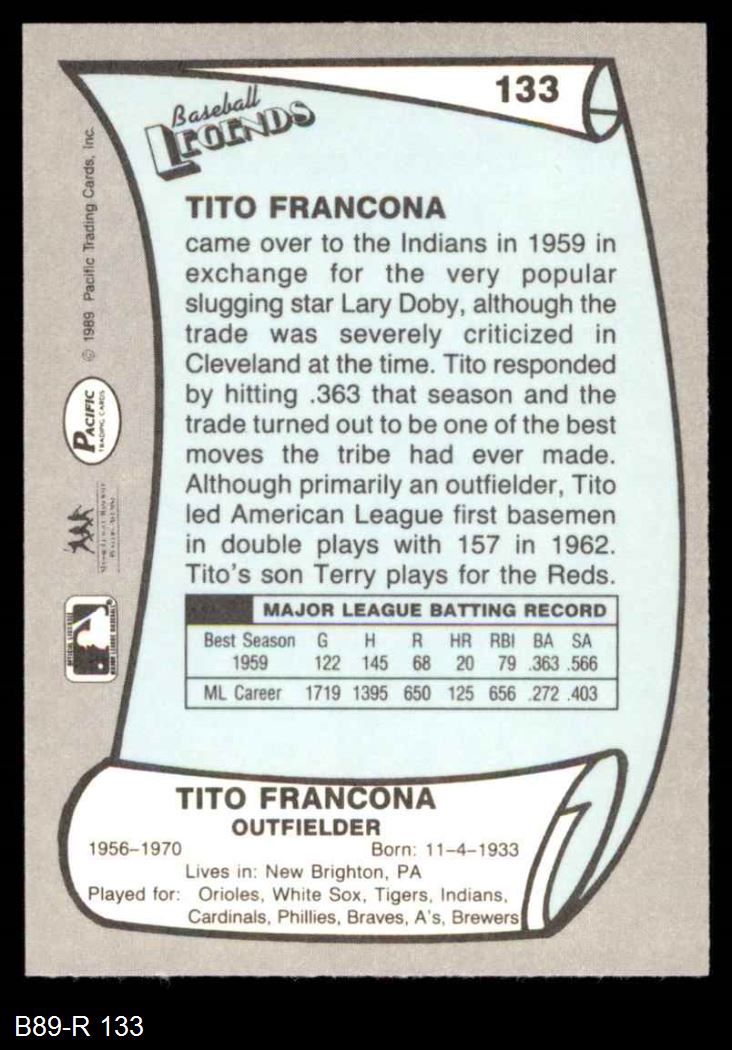 133
Baseball
LEGENDS
TITO FRANCONA
came over to the Indians in 1959 in
exchange for the very popular
slugging star Lary Doby, although the
trade was severely criticized in
Cleveland at the time. Tito responded
by hitting .363 that season and the
trade turned out to be one of the best
moves the tribe had ever made.
Although primarily an outfielder, Tito
led American League first basemen
in double plays with 157 in 1962.
Tito's son Terry plays for the Reds.
MAJOR LEAGUE BATTING RECORD
Best Season G H R HR RBI BA SA
1959 122 145 68 20 79 .363 .566
ML Career 1719 1395 650 125 656 .272 .403
TITO FRANCONA
OUTFIELDER
1956–1970 Born: 11-4-1933
Lives in: New Brighton, PA
Played for: Orioles, White Sox, Tigers, Indians,
Cardinals, Phillies, Braves, A's, Brewers
© 1989 Pacific Trading Cards, Inc.
PACIFIC
TRADING CARDS
B89-R 133